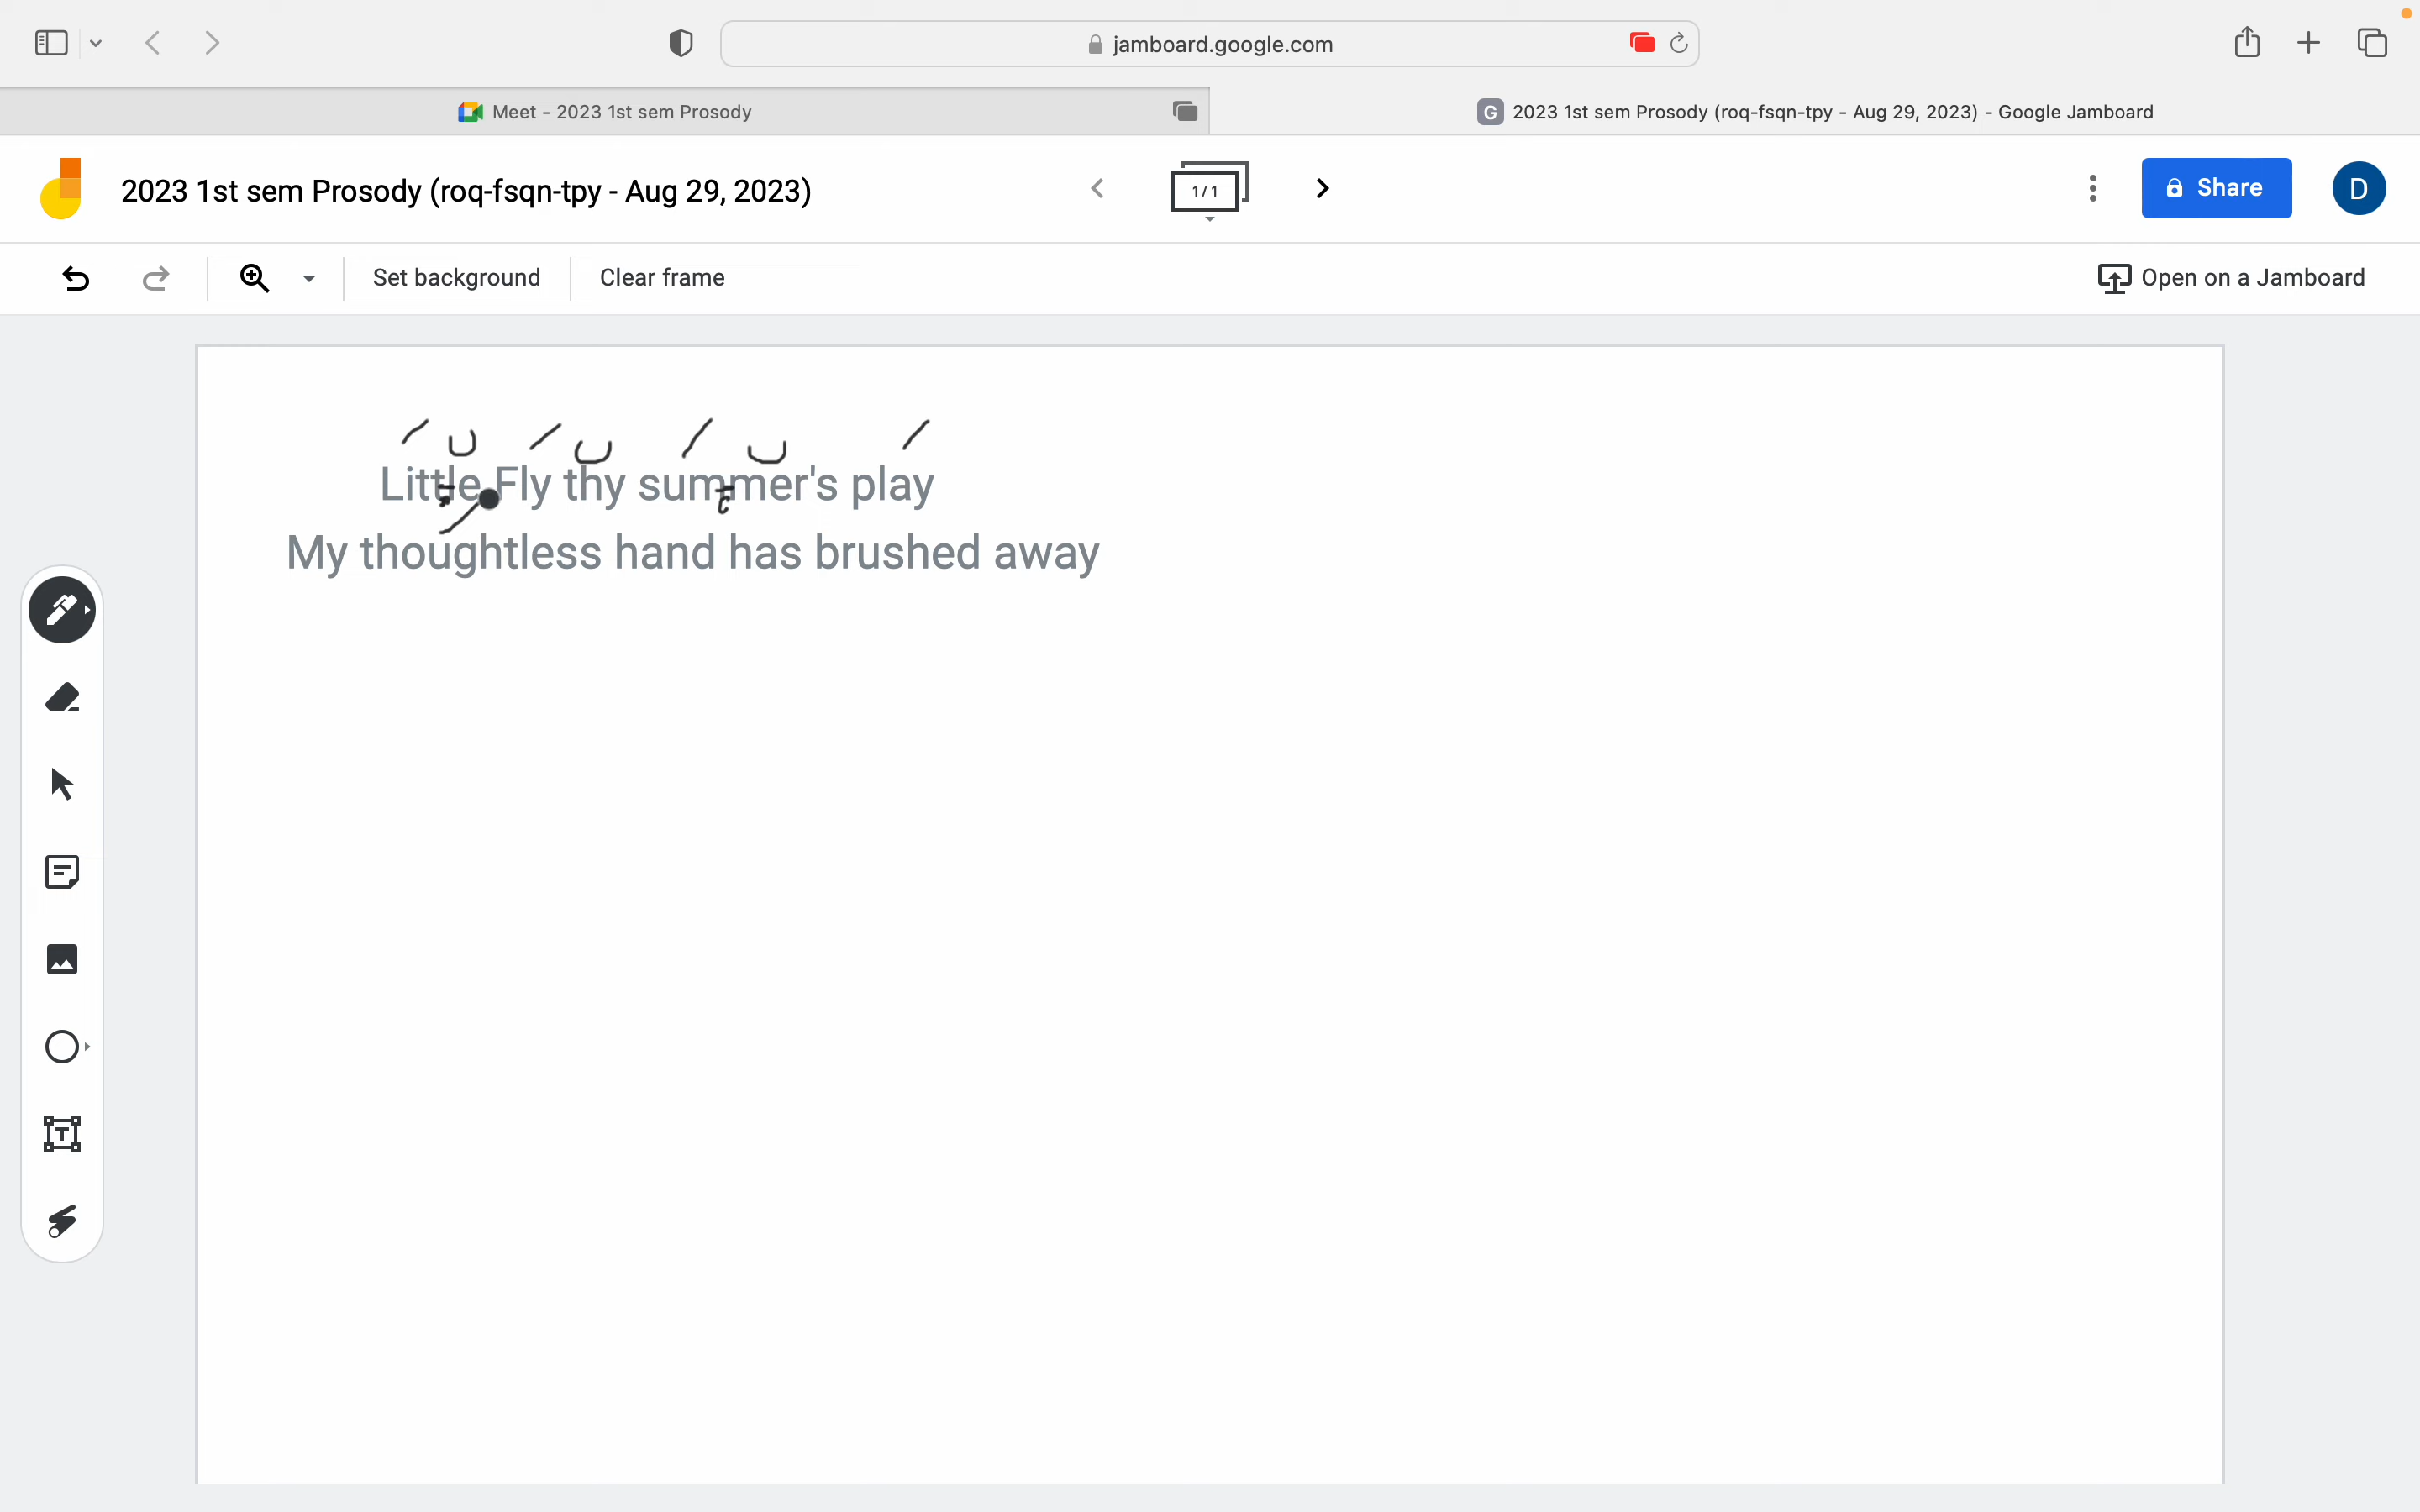 jamboard.google.com
Meet - 2023 1st sem Prosody
G 2023 1st sem Prosody (roq-fsqn-tpy - Aug 29, 2023) - Google Jamboard
2023 1st sem Prosody (roq-fsqn-tpy - Aug 29, 2023)
1/1
Share
D
Set background
Clear frame
Open on a Jamboard
Little Fly thy summer's play
My thoughtless hand has brushed away
T